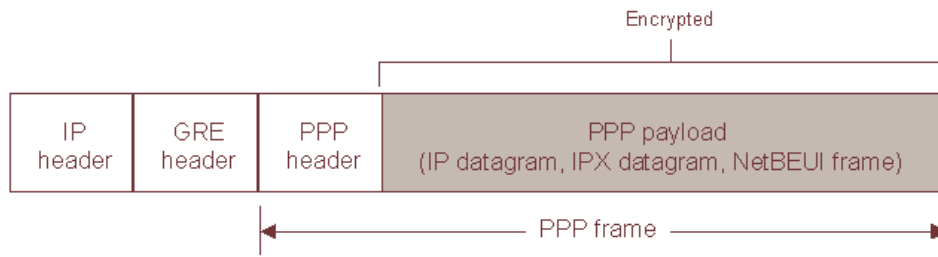 Encrypted
IP
header
GRE
header
PPP
header
PPP payload
(IP datagram, IPX datagram, NetBEUI frame)
PPP frame